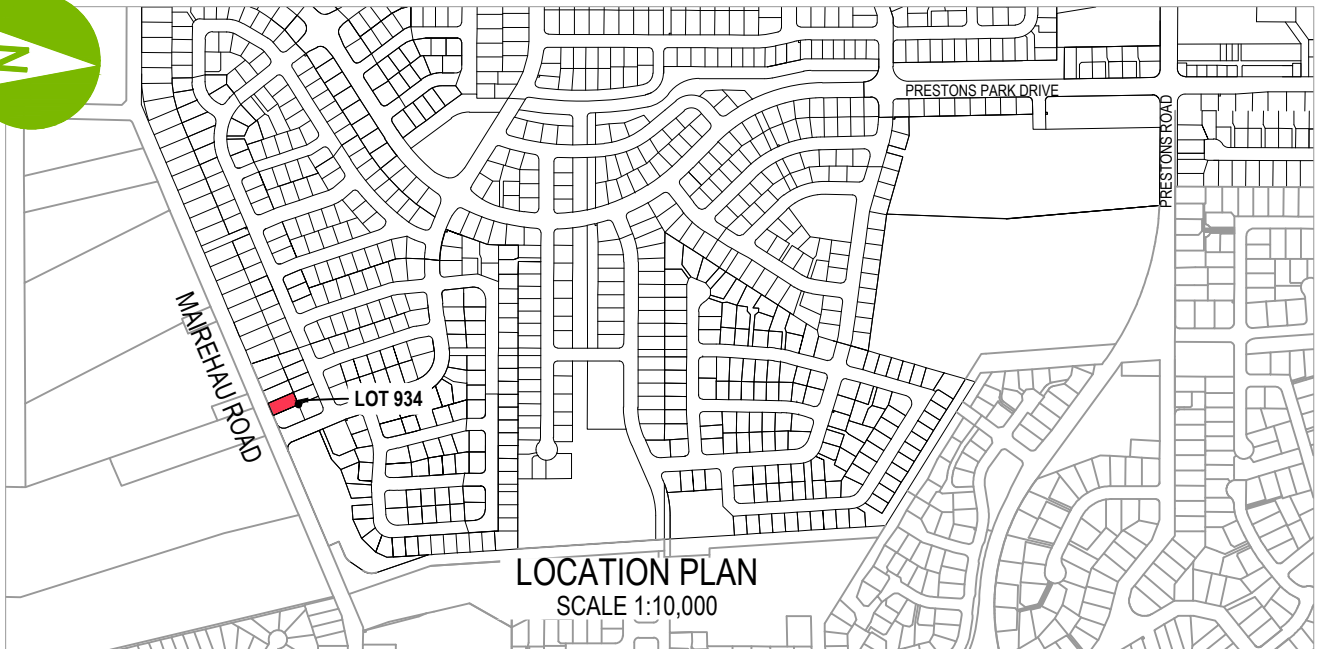 N
PRESTONS PARK DRIVE
PRESTONS ROAD
MAIREHAU ROAD
LOT 934
LOCATION PLAN
SCALE 1:10,000